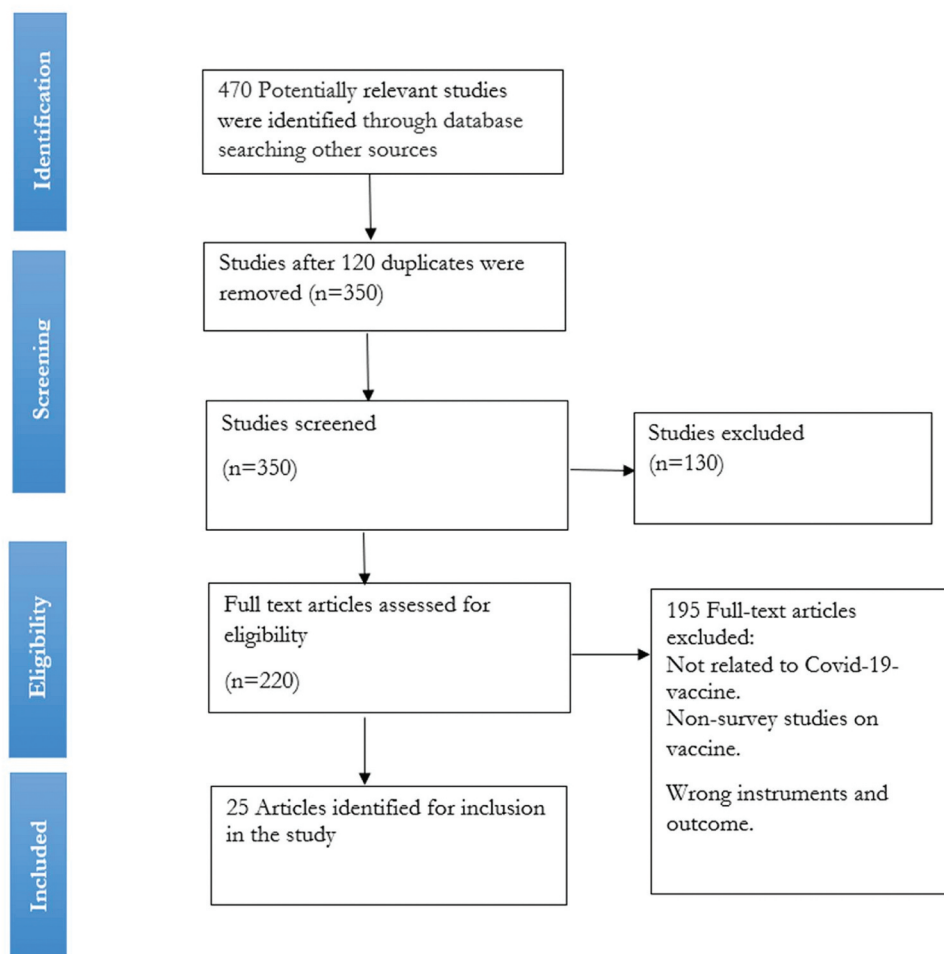 Identification
470 Potentially relevant studies
were identified through database
searching other sources
Screening
Studies after 120 duplicates were
removed (n=350)
Studies screened
(n=350)
Studies excluded
(n=130)
Eligibility
Full text articles assessed for
eligibility
(n=220)
195 Full-text articles
excluded:
Not related to Covid-19-
vaccine.
Non-survey studies on
vaccine.
Wrong instruments and
outcome.
Included
25 Articles identified for inclusion
in the study